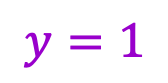 y = 1